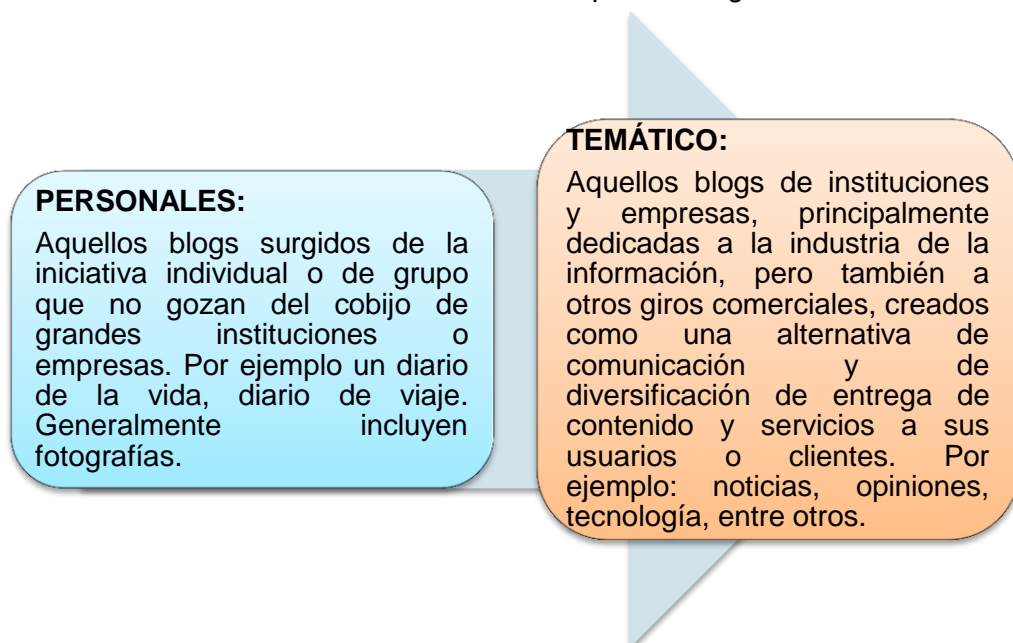 PERSONALES:
Aquellos blogs surgidos de la
iniciativa individual o de grupo
que no gozan del cobijo de
grandes instituciones o
empresas. Por ejemplo un diario
de la vida, diario de viaje.
Generalmente incluyen
fotografías.
TEMÁTICO:
Aquellos blogs de instituciones
y empresas, principalmente
dedicadas a la industria de la
información, pero también a
otros giros comerciales, creados
como una alternativa de
comunicación y de
diversificación de entrega de
contenido y servicios a sus
usuarios o clientes. Por
ejemplo: noticias, opiniones,
tecnología, entre otros.